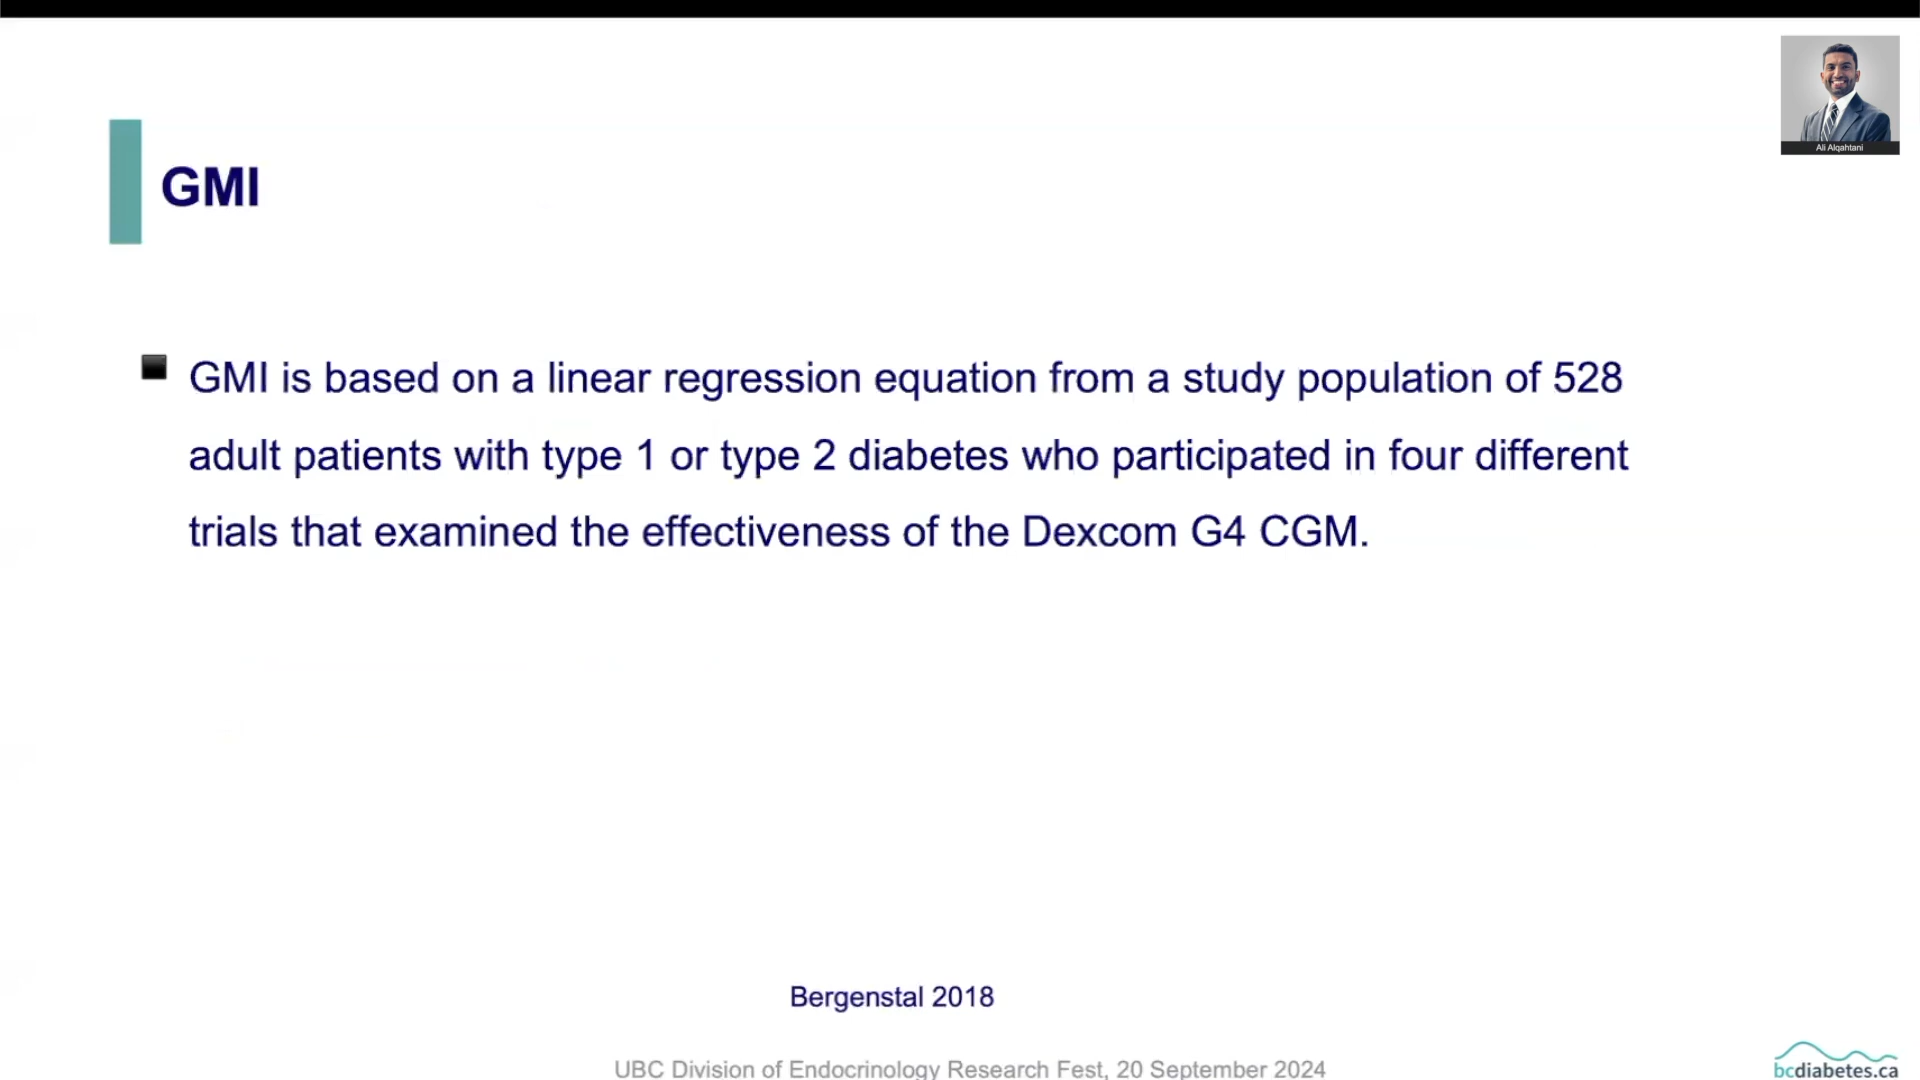 Ali Alqahtani
GMI
GMI is based on a linear regression equation from a study population of 528
adult patients with type 1 or type 2 diabetes who participated in four different
trials that examined the effectiveness of the Dexcom G4 CGM.
Bergenstal 2018
UBC Division of Endocrinology Research Fest, 20 September 2024
bcdiabetes.ca